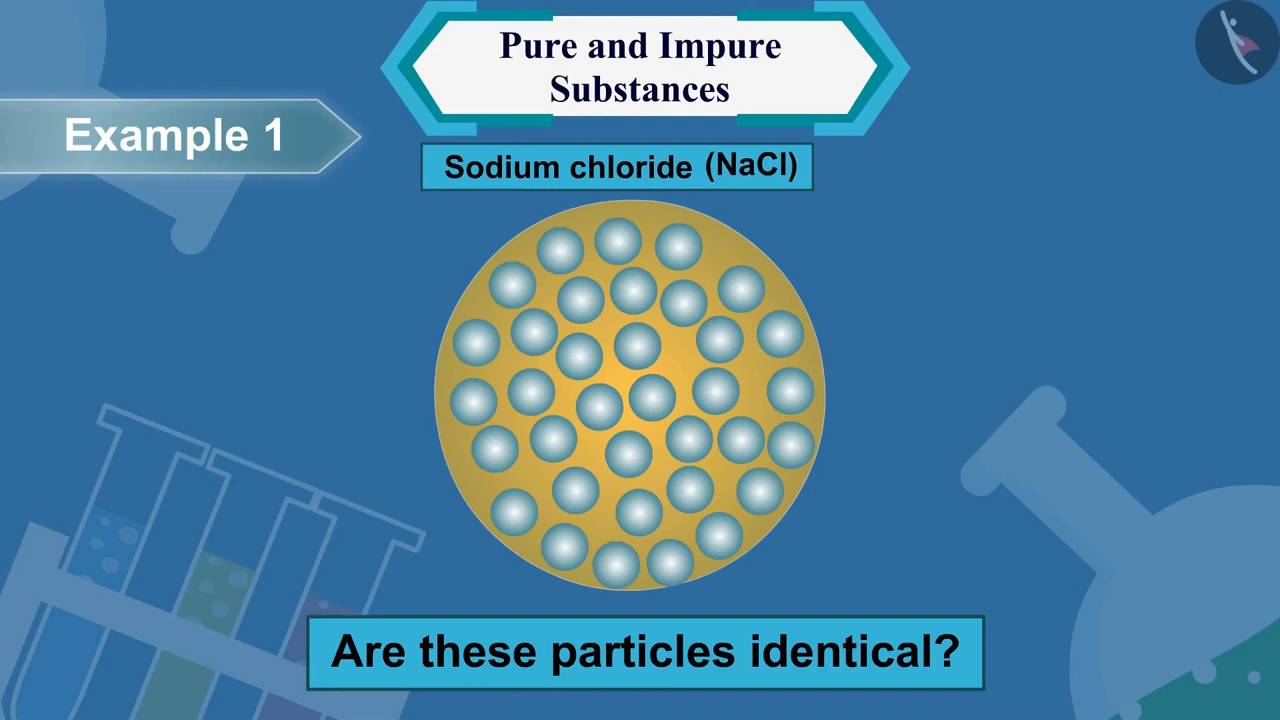 Pure and Impure
Substances
Example 1
Sodium chloride (NaCl)
Are these particles identical?